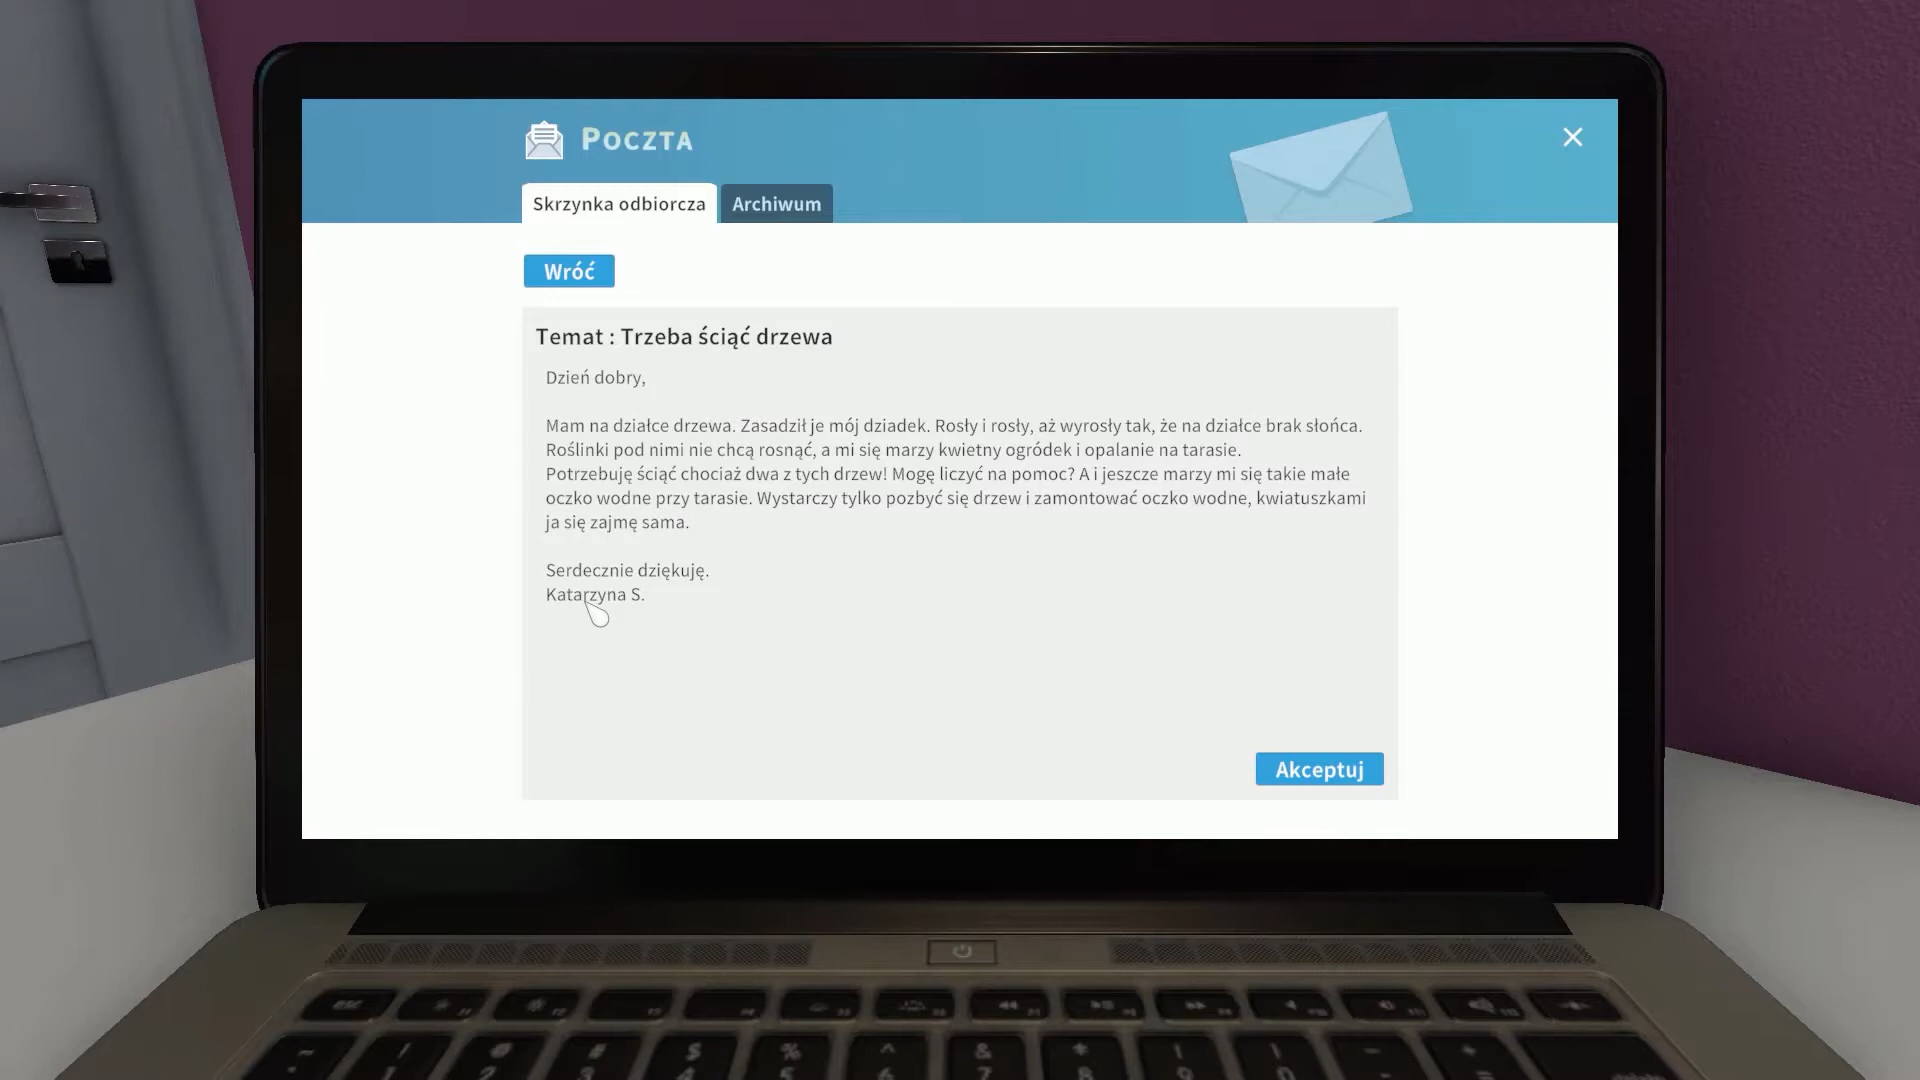 Poczta
Skrzynka odbiorcza
Archiwum
Wróć
Temat : Trzeba ściąć drzewa
Dzień dobry,
Mam na działce drzewa. Zasadził je mój dziadek. Rosły i rosły, aż wyrosły tak, że na działce brak słońca.
Roślinki pod nimi nie chcą rosnąć, a mi się marzy kwietny ogródek i opalanie na tarasie.
Potrzebuję ściąć chociaż dwa z tych drzew! Mogę liczyć na pomoc? A i jeszcze marzy mi się takie małe
oczko wodne przy tarasie. Wystarczy tylko pozbyć się drzew i zamontować oczko wodne, kwiatuszkami
ja się zajmę sama.
Serdecznie dziękuję.
Katarzyna S.
Akceptuj